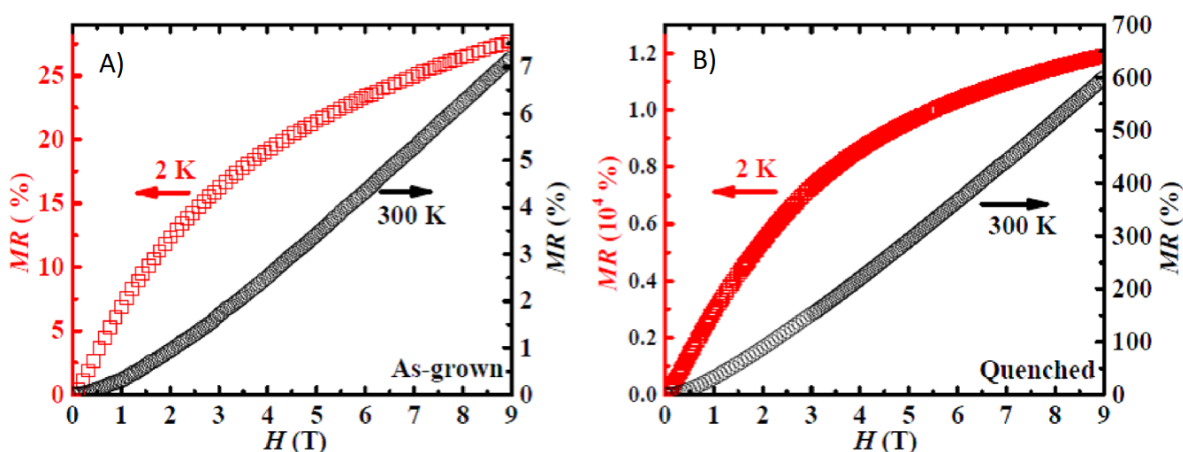 A)
MR (%)
25
20
15
10
5
0
2 K
300 K
7
6
5
4
3
2
1
0
MR (%)
As-grown
0 1 2 3 4 5 6 7 8 9
H (T)
B)
MR (10⁴ %)
1.2
1.0
0.8
0.6
0.4
0.2
0.0
2 K
300 K
700
600
500
400
300
200
100
0
MR (%)
Quenched
0 1 2 3 4 5 6 7 8 9
H (T)